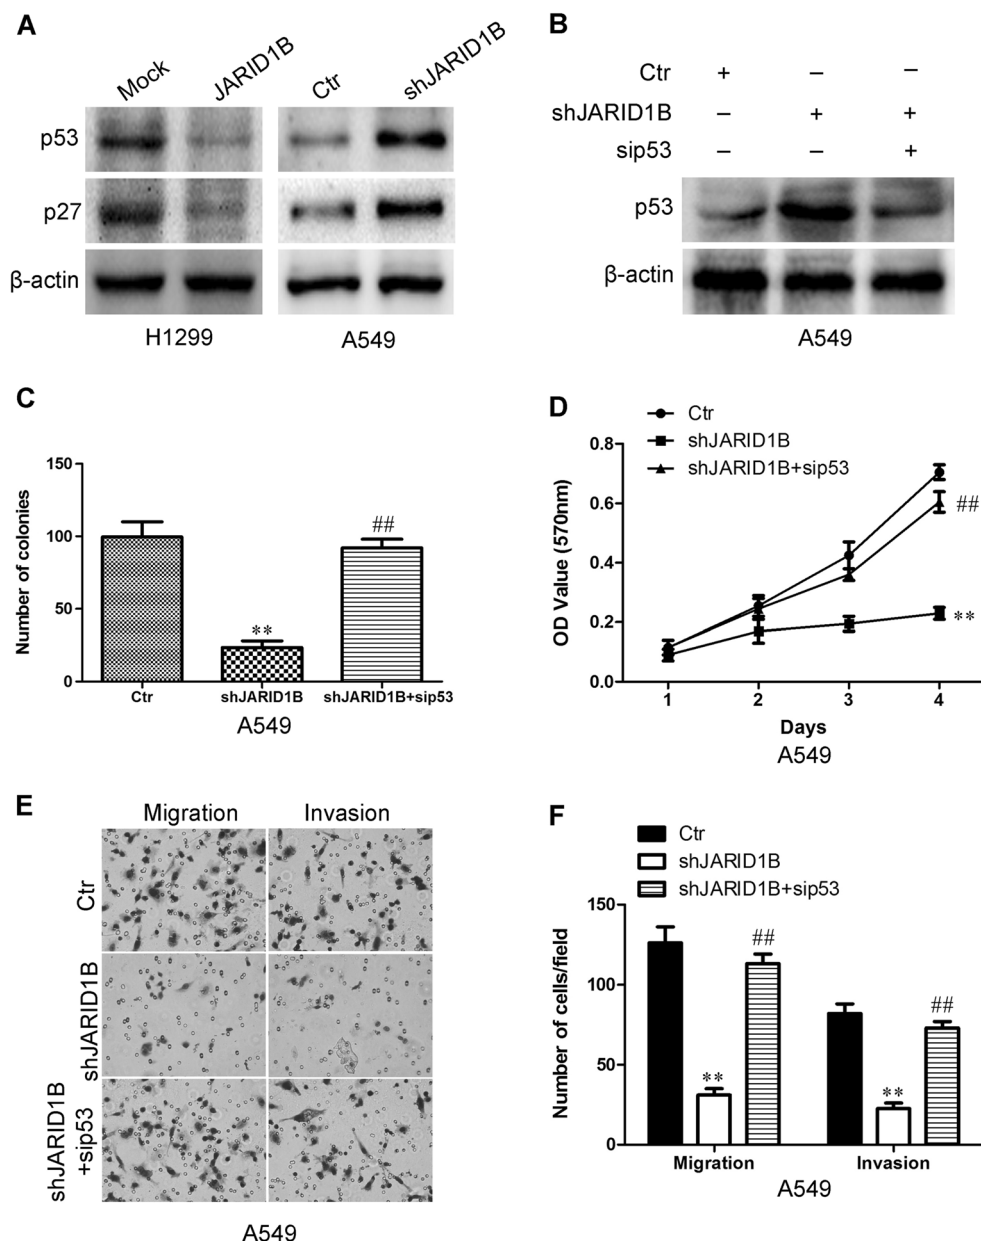 A
Mock JARID1B Ctr shJARID1B
p53
p27
β-actin
H1299 A549
B
Ctr + – –
shJARID1B – + +
sip53 – – +
p53
β-actin
A549
C
Number of colonies
150
100
50
0
**
##
Ctr shJARID1B shJARID1B+sip53
A549
D
Ctr
shJARID1B
shJARID1B+sip53
OD Value (570nm)
0.8
0.6
0.4
0.2
0.0
##
**
1 2 3 4
Days
A549
E
Migration Invasion
Ctr
shJARID1B
shJARID1B
+sip53
A549
F
Ctr
shJARID1B
shJARID1B+sip53
Number of cells/field
150
100
50
0
** ##
** ##
Migration Invasion
A549